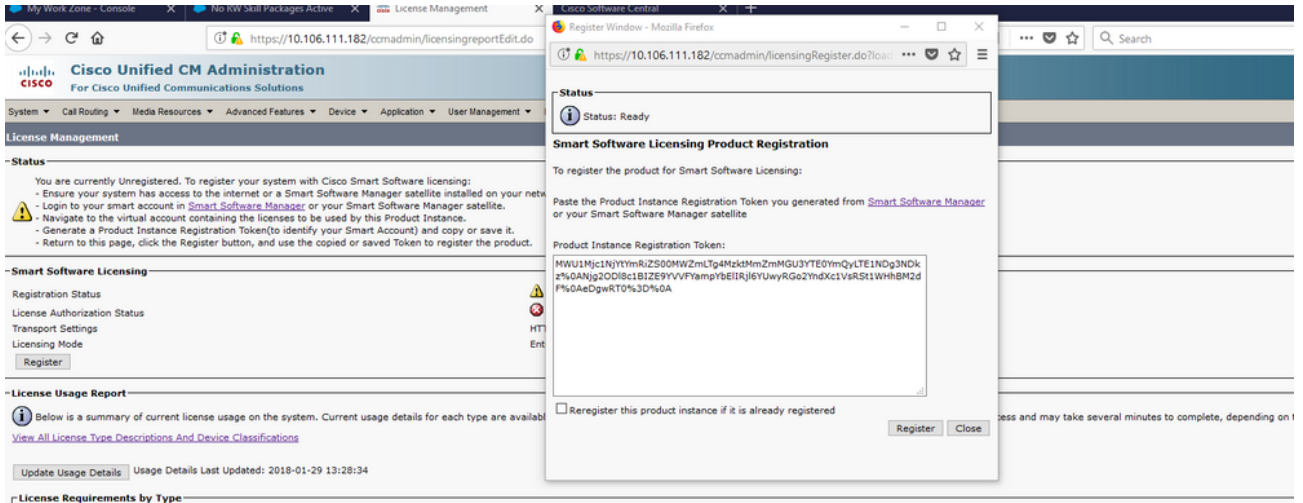 My Work Zone - Console
No RW Skill Packages Active
License Management
Cisco Software Central
https://10.106.111.182/ccmadmin/licensingreportEdit.do
Search
CISCO
Cisco Unified CM Administration
For Cisco Unified Communications Solutions
System Call Routing Media Resources Advanced Features Device Application User Management
License Management
Status
You are currently Unregistered. To register your system with Cisco Smart Software licensing:
- Ensure your system has access to the internet or a Smart Software Manager satellite installed on your netw
- Login to your smart account in Smart Software Manager or your Smart Software Manager satellite.
- Navigate to the virtual account containing the licenses to be used by this Product Instance.
- Generate a Product Instance Registration Token(to identify your Smart Account) and copy or save it.
- Return to this page, click the Register button, and use the copied or saved Token to register the product.
Smart Software Licensing
Registration Status
License Authorization Status
Transport Settings HTT
Licensing Mode Ent
Register
License Usage Report
Below is a summary of current license usage on the system. Current usage details for each type are availabl
ess and may take several minutes to complete, depending on t
View All License Type Descriptions And Device Classifications
Update Usage Details Usage Details Last Updated: 2018-01-29 13:28:34
License Requirements by Type
Register Window - Mozilla Firefox
https://10.106.111.182/ccmadmin/licensingRegister.do?load
Status
Status: Ready
Smart Software Licensing Product Registration
To register the product for Smart Software Licensing:
Paste the Product Instance Registration Token you generated from Smart Software Manager
or your Smart Software Manager satellite
Product Instance Registration Token:
Reregister this product instance if it is already registered
Register Close